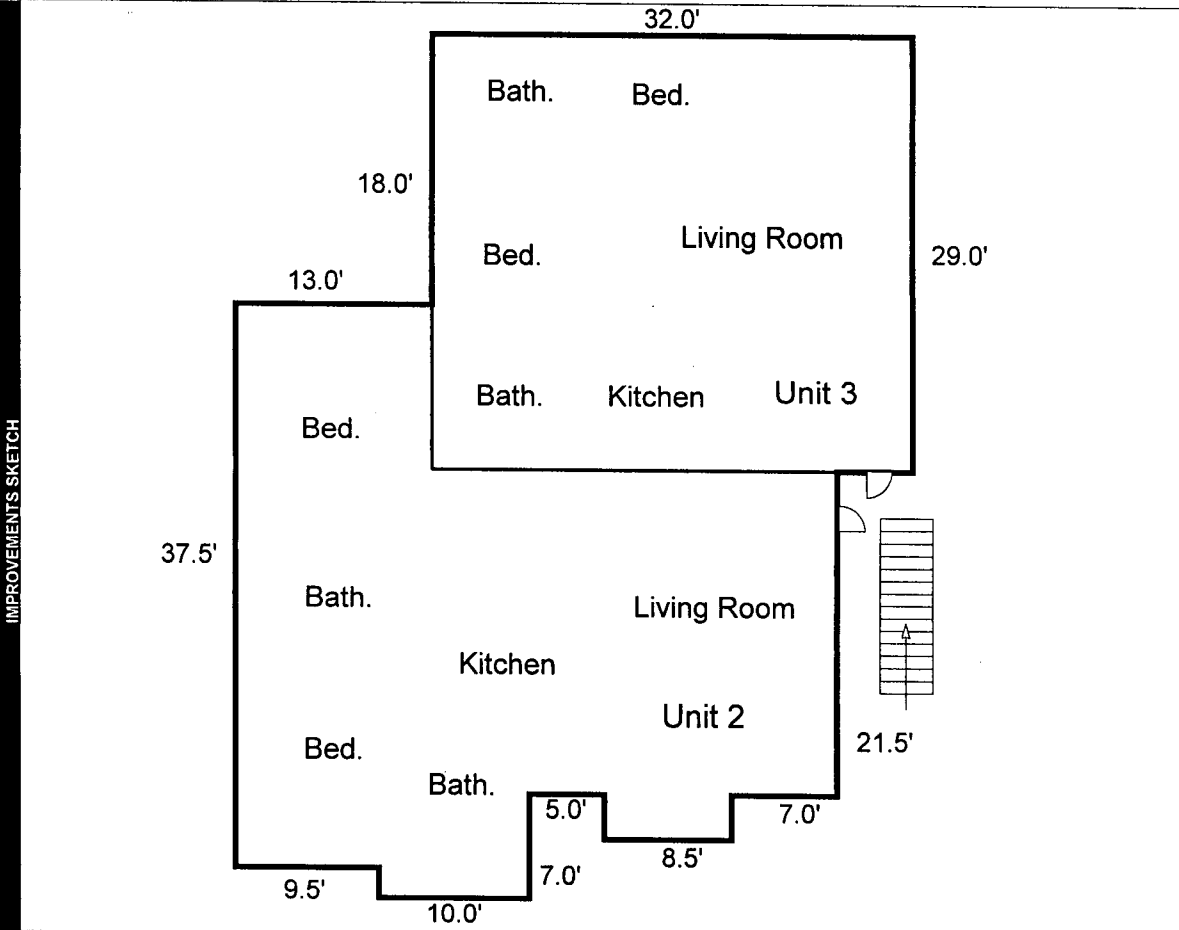 32.0'
Bath. Bed.
18.0'
Living Room
Bed.
29.0'
13.0'
Bath. Kitchen Unit 3
Bed.
IMPROVEMENTS SKETCH
37.5'
Bath.
Living Room
Kitchen
Unit 2
21.5'
Bed.
Bath.
5.0'
7.0'
8.5'
7.0'
9.5'
10.0'